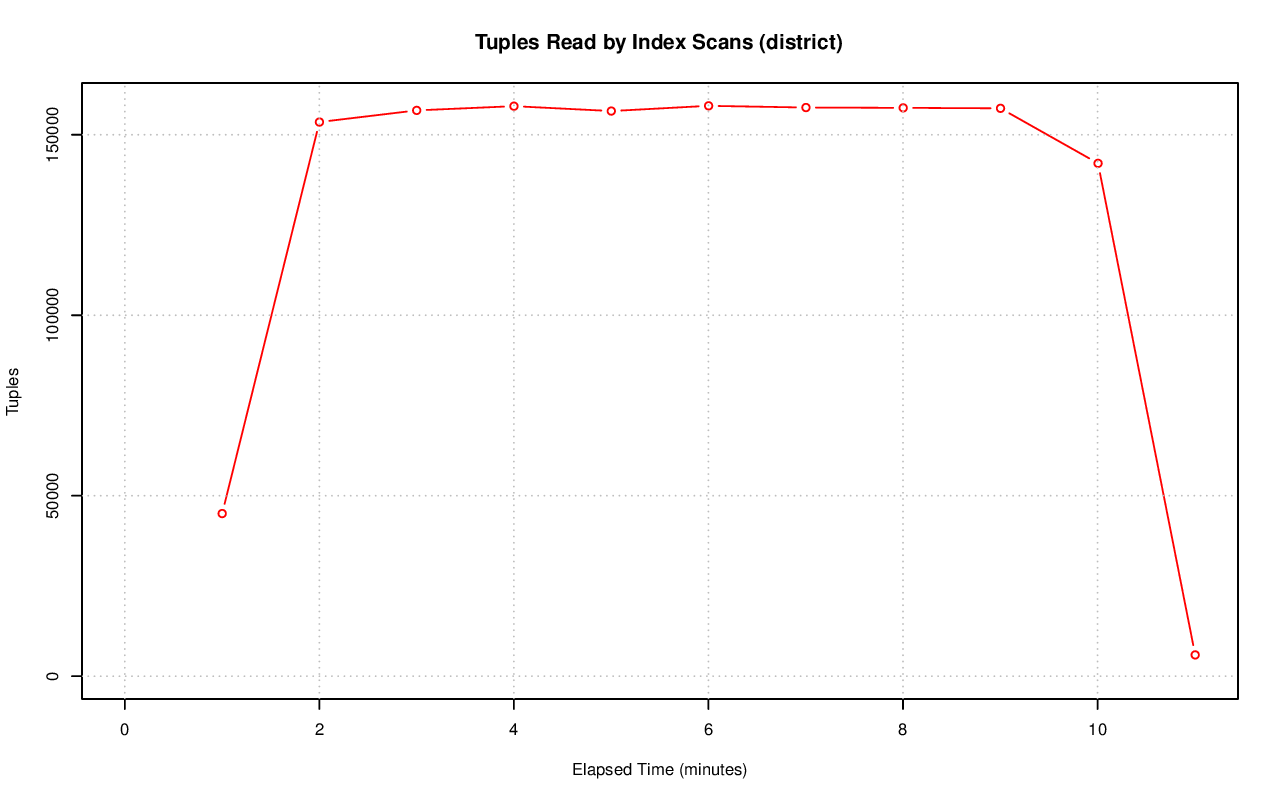 Tuples Read by Index Scans (district)
150000
100000
50000
0
Tuples
0 2 4 6 8 10
Elapsed Time (minutes)